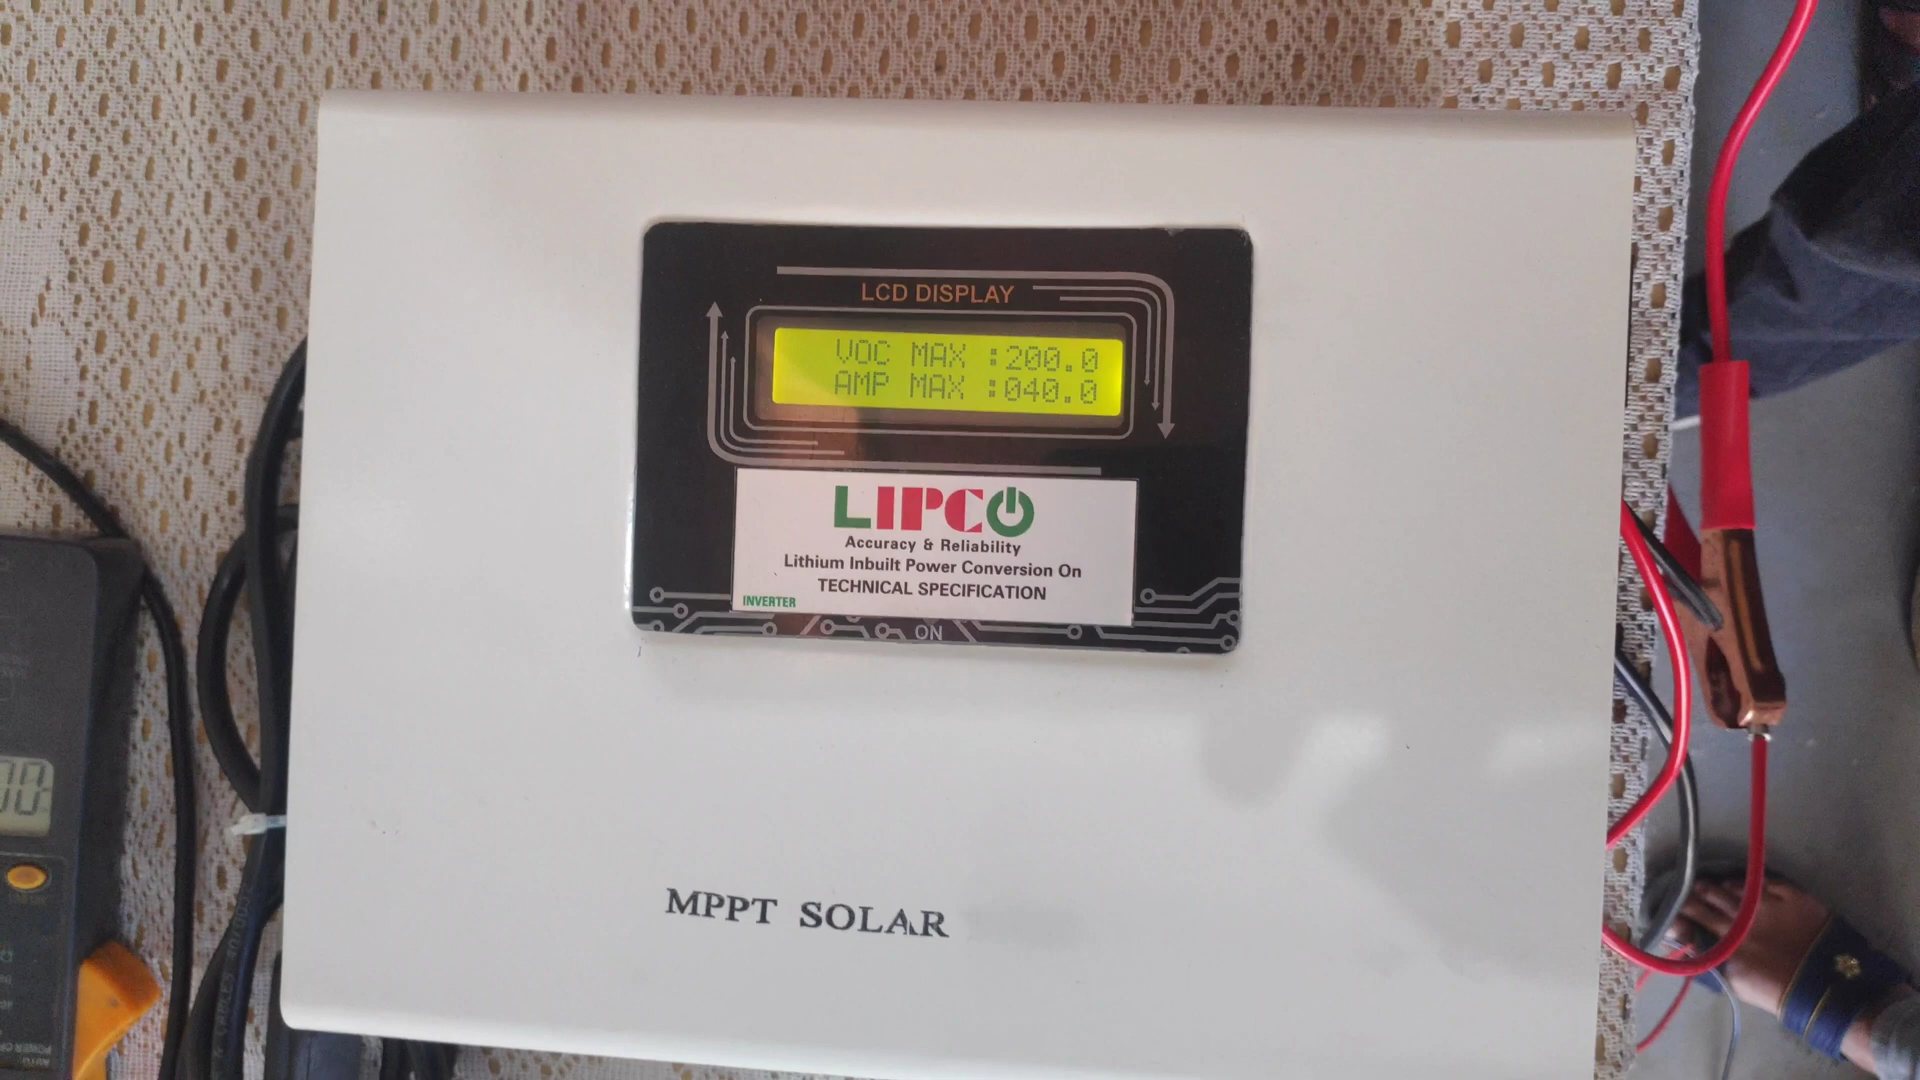 LCD DISPLAY
VOC MAX :200.0
AMP MAX :040.0
LIPCO
Accuracy & Reliability
Lithium Inbuilt Power Conversion On
TECHNICAL SPECIFICATION
INVERTER
ON
MPPT SOLAR